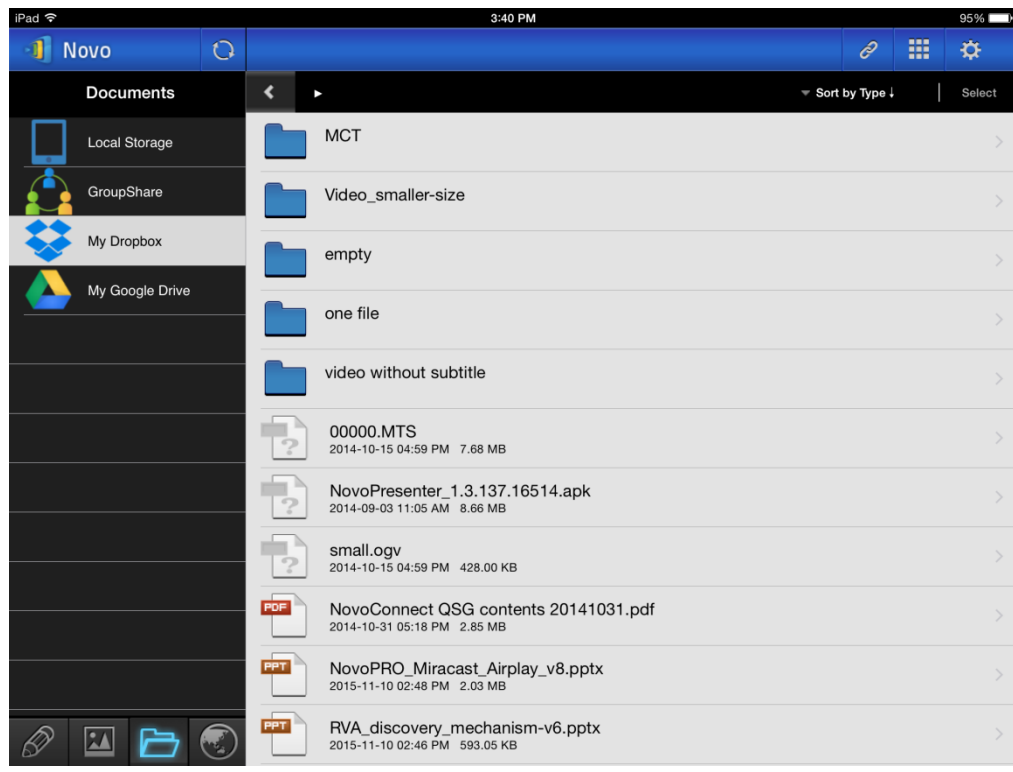 iPad 3:40 PM 95%
Novo
Documents
Sort by Type ↓ | Select
Local Storage
GroupShare
My Dropbox
My Google Drive
MCT
Video_smaller-size
empty
one file
video without subtitle
?
00000.MTS
2014-10-15 04:59 PM 7.68 MB
?
NovoPresenter_1.3.137.16514.apk
2014-09-03 11:05 AM 8.66 MB
?
small.ogv
2014-10-15 04:59 PM 428.00 KB
PDF
NovoConnect QSG contents 20141031.pdf
2014-10-31 05:18 PM 2.85 MB
PPT
NovoPRO_Miracast_Airplay_v8.pptx
2015-11-10 02:48 PM 2.03 MB
PPT
RVA_discovery_mechanism-v6.pptx
2015-11-10 02:46 PM 593.05 KB